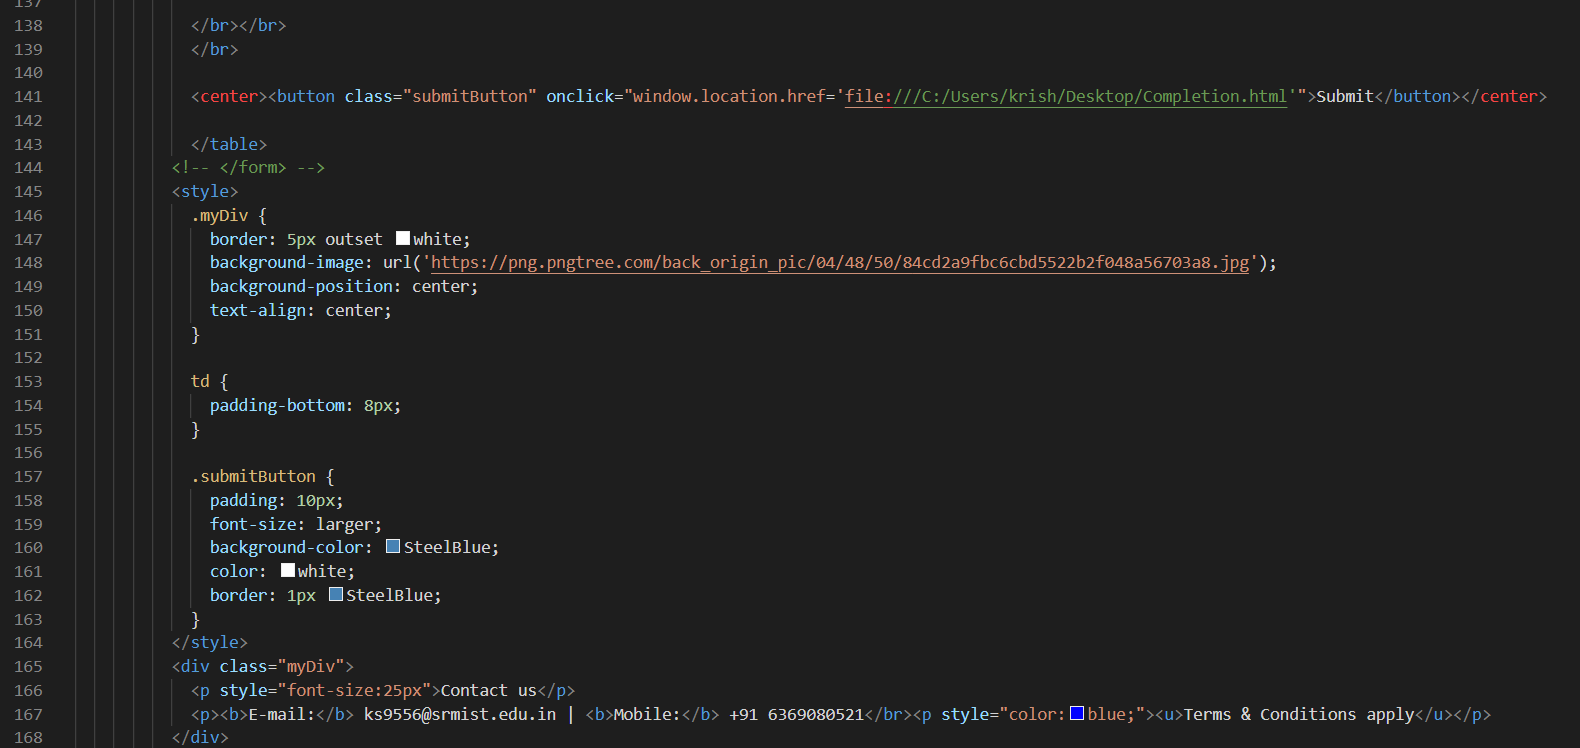 137
138 </br></br>
139 </br>
140
141 <center><button class="submitButton" onclick="window.location.href='file:///C:/Users/krish/Desktop/Completion.html'">Submit</button></center>
142
143 </table>
144 <!-- </form> -->
145 <style>
146 .myDiv {
147 border: 5px outset white;
148 background-image: url('https://png.pngtree.com/back_origin_pic/04/48/50/84cd2a9fbc6cbd5522b2f048a56703a8.jpg');
149 background-position: center;
150 text-align: center;
151 }
152
153 td {
154 padding-bottom: 8px;
155 }
156
157 .submitButton {
158 padding: 10px;
159 font-size: larger;
160 background-color: SteelBlue;
161 color: white;
162 border: 1px SteelBlue;
163 }
164 </style>
165 <div class="myDiv">
166 <p style="font-size:25px">Contact us</p>
167 <p><b>E-mail:</b> ks9556@srmist.edu.in | <b>Mobile:</b> +91 6369080521</br><p style="color:blue;"><u>Terms & Conditions apply</u></p>
168 </div>